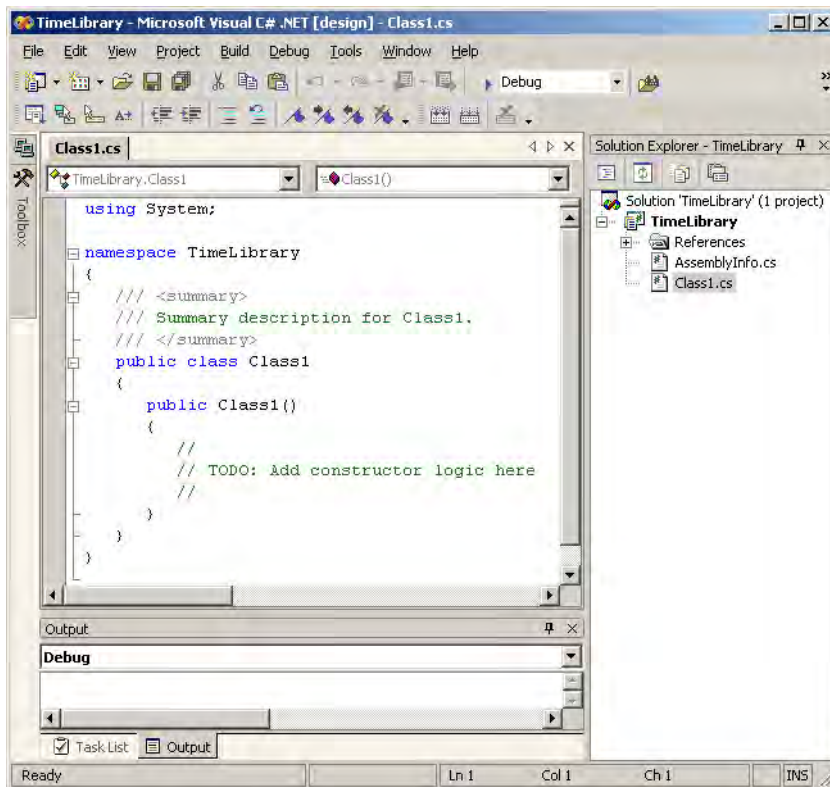 TimeLibrary - Microsoft Visual C# .NET [design] - Class1.cs
File Edit View Project Build Debug Tools Window Help
Debug
Class1.cs
Solution Explorer - TimeLibrary
Toolbox
TimeLibrary.Class1
Class1()
Solution 'TimeLibrary' (1 project)
TimeLibrary
References
AssemblyInfo.cs
Class1.cs
using System;
namespace TimeLibrary
{
/// <summary>
/// Summary description for Class1.
/// </summary>
public class Class1
{
public Class1()
{
//
// TODO: Add constructor logic here
//
}
}
}
Output
Debug
Task List Output
Ready Ln 1 Col 1 Ch 1 INS